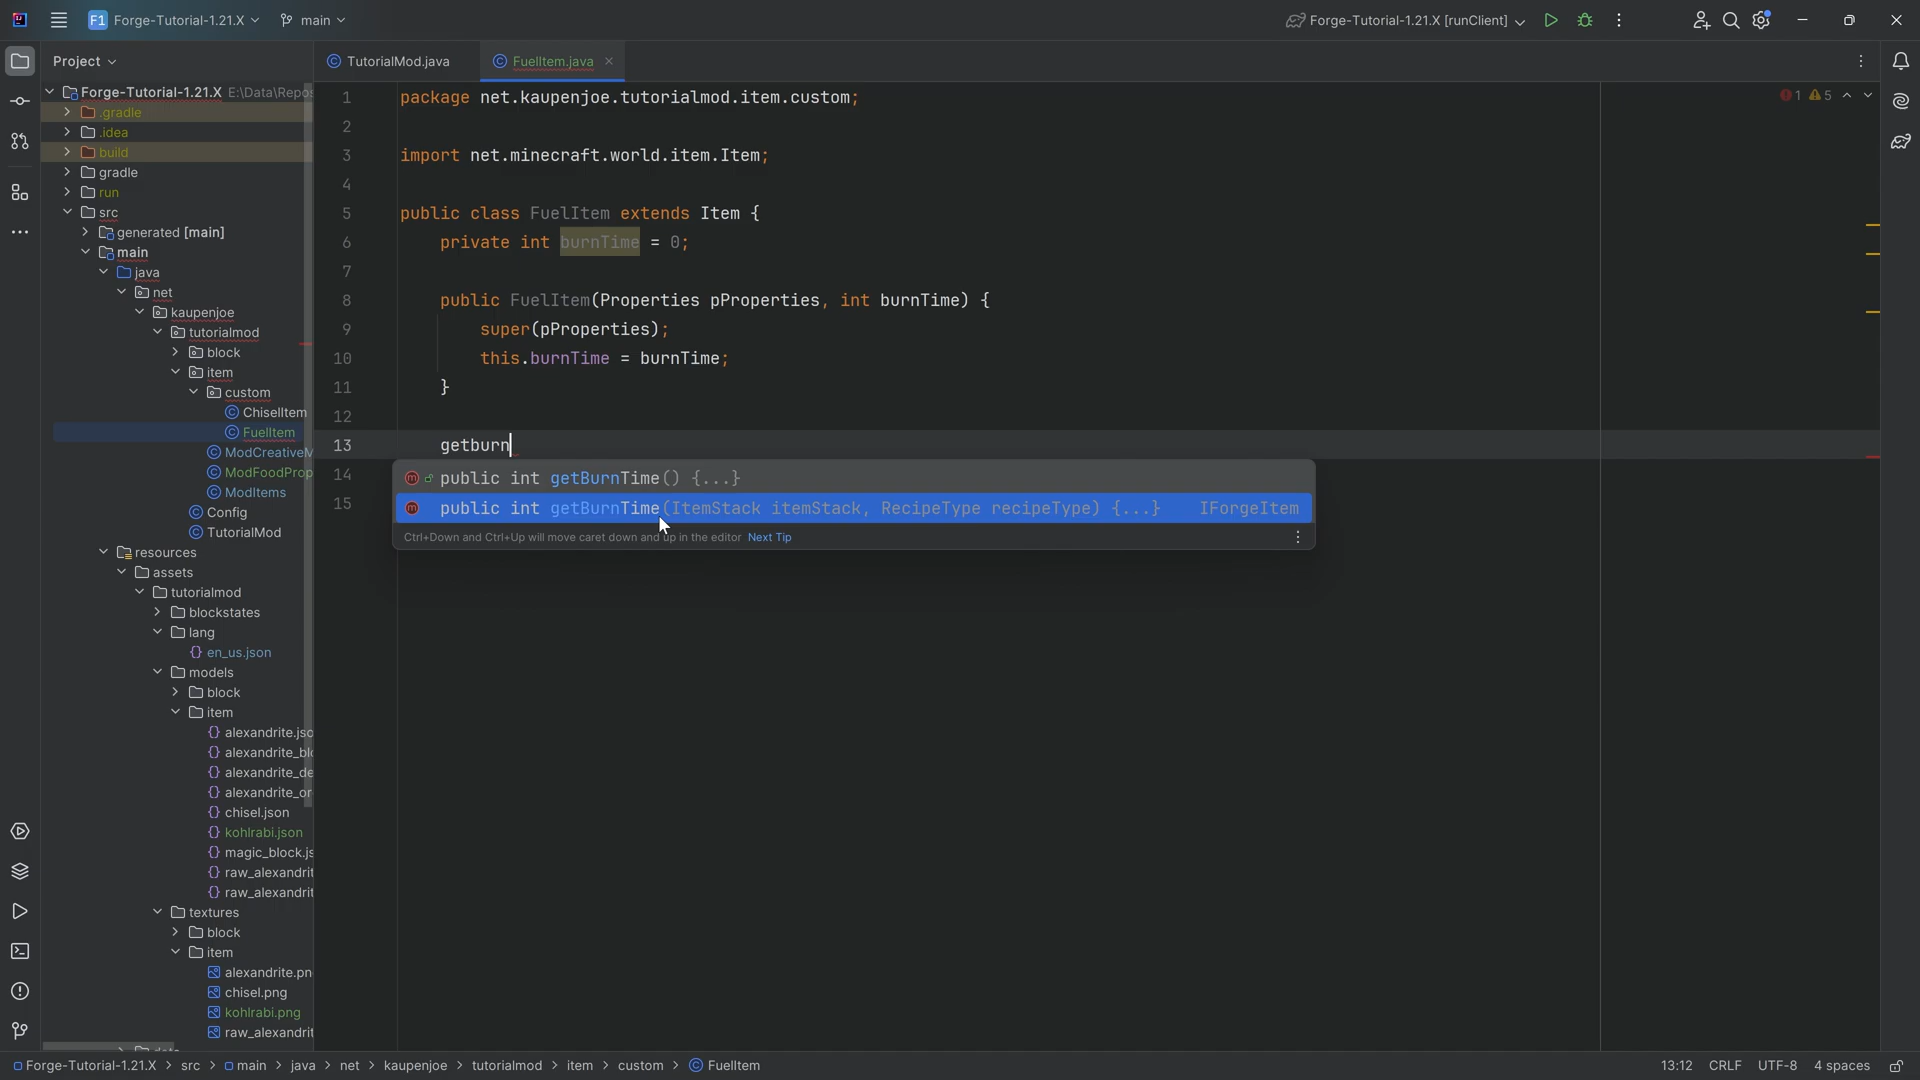 F1 Forge-Tutorial-1.21.X main Forge-Tutorial-1.21.X [runClient]
Project
TutorialMod.java
FuelItem.java
Forge-Tutorial-1.21.X E:\Data\Repos
.gradle
.idea
build
gradle
run
src
generated [main]
main
java
net
kaupenjoe
tutorialmod
block
item
custom
ChiselItem
FuelItem
ModCreativeM
ModFoodProp
ModItems
Config
TutorialMod
resources
assets
tutorialmod
blockstates
lang
en_us.json
models
block
item
alexandrite.jso
alexandrite_blo
alexandrite_de
alexandrite_or
chisel.json
kohlrabi.json
magic_block.js
raw_alexandrit
raw_alexandrit
textures
block
item
alexandrite.pn
chisel.png
kohlrabi.png
raw_alexandrit
1 package net.kaupenjoe.tutorialmod.item.custom;
2
3 import net.minecraft.world.item.Item;
4
5 public class FuelItem extends Item {
6 private int burnTime = 0;
7
8 public FuelItem(Properties pProperties, int burnTime) {
9 super(pProperties);
10 this.burnTime = burnTime;
11 }
12
13 getburn
14
15
1 5
public int getBurnTime() {...}
public int getBurnTime(ItemStack itemStack, RecipeType recipeType) {...} IForgeItem
Ctrl+Down and Ctrl+Up will move caret down and up in the editor Next Tip
Forge-Tutorial-1.21.X > src > main > java > net > kaupenjoe > tutorialmod > item > custom > FuelItem
13:12 CRLF UTF-8 4 spaces